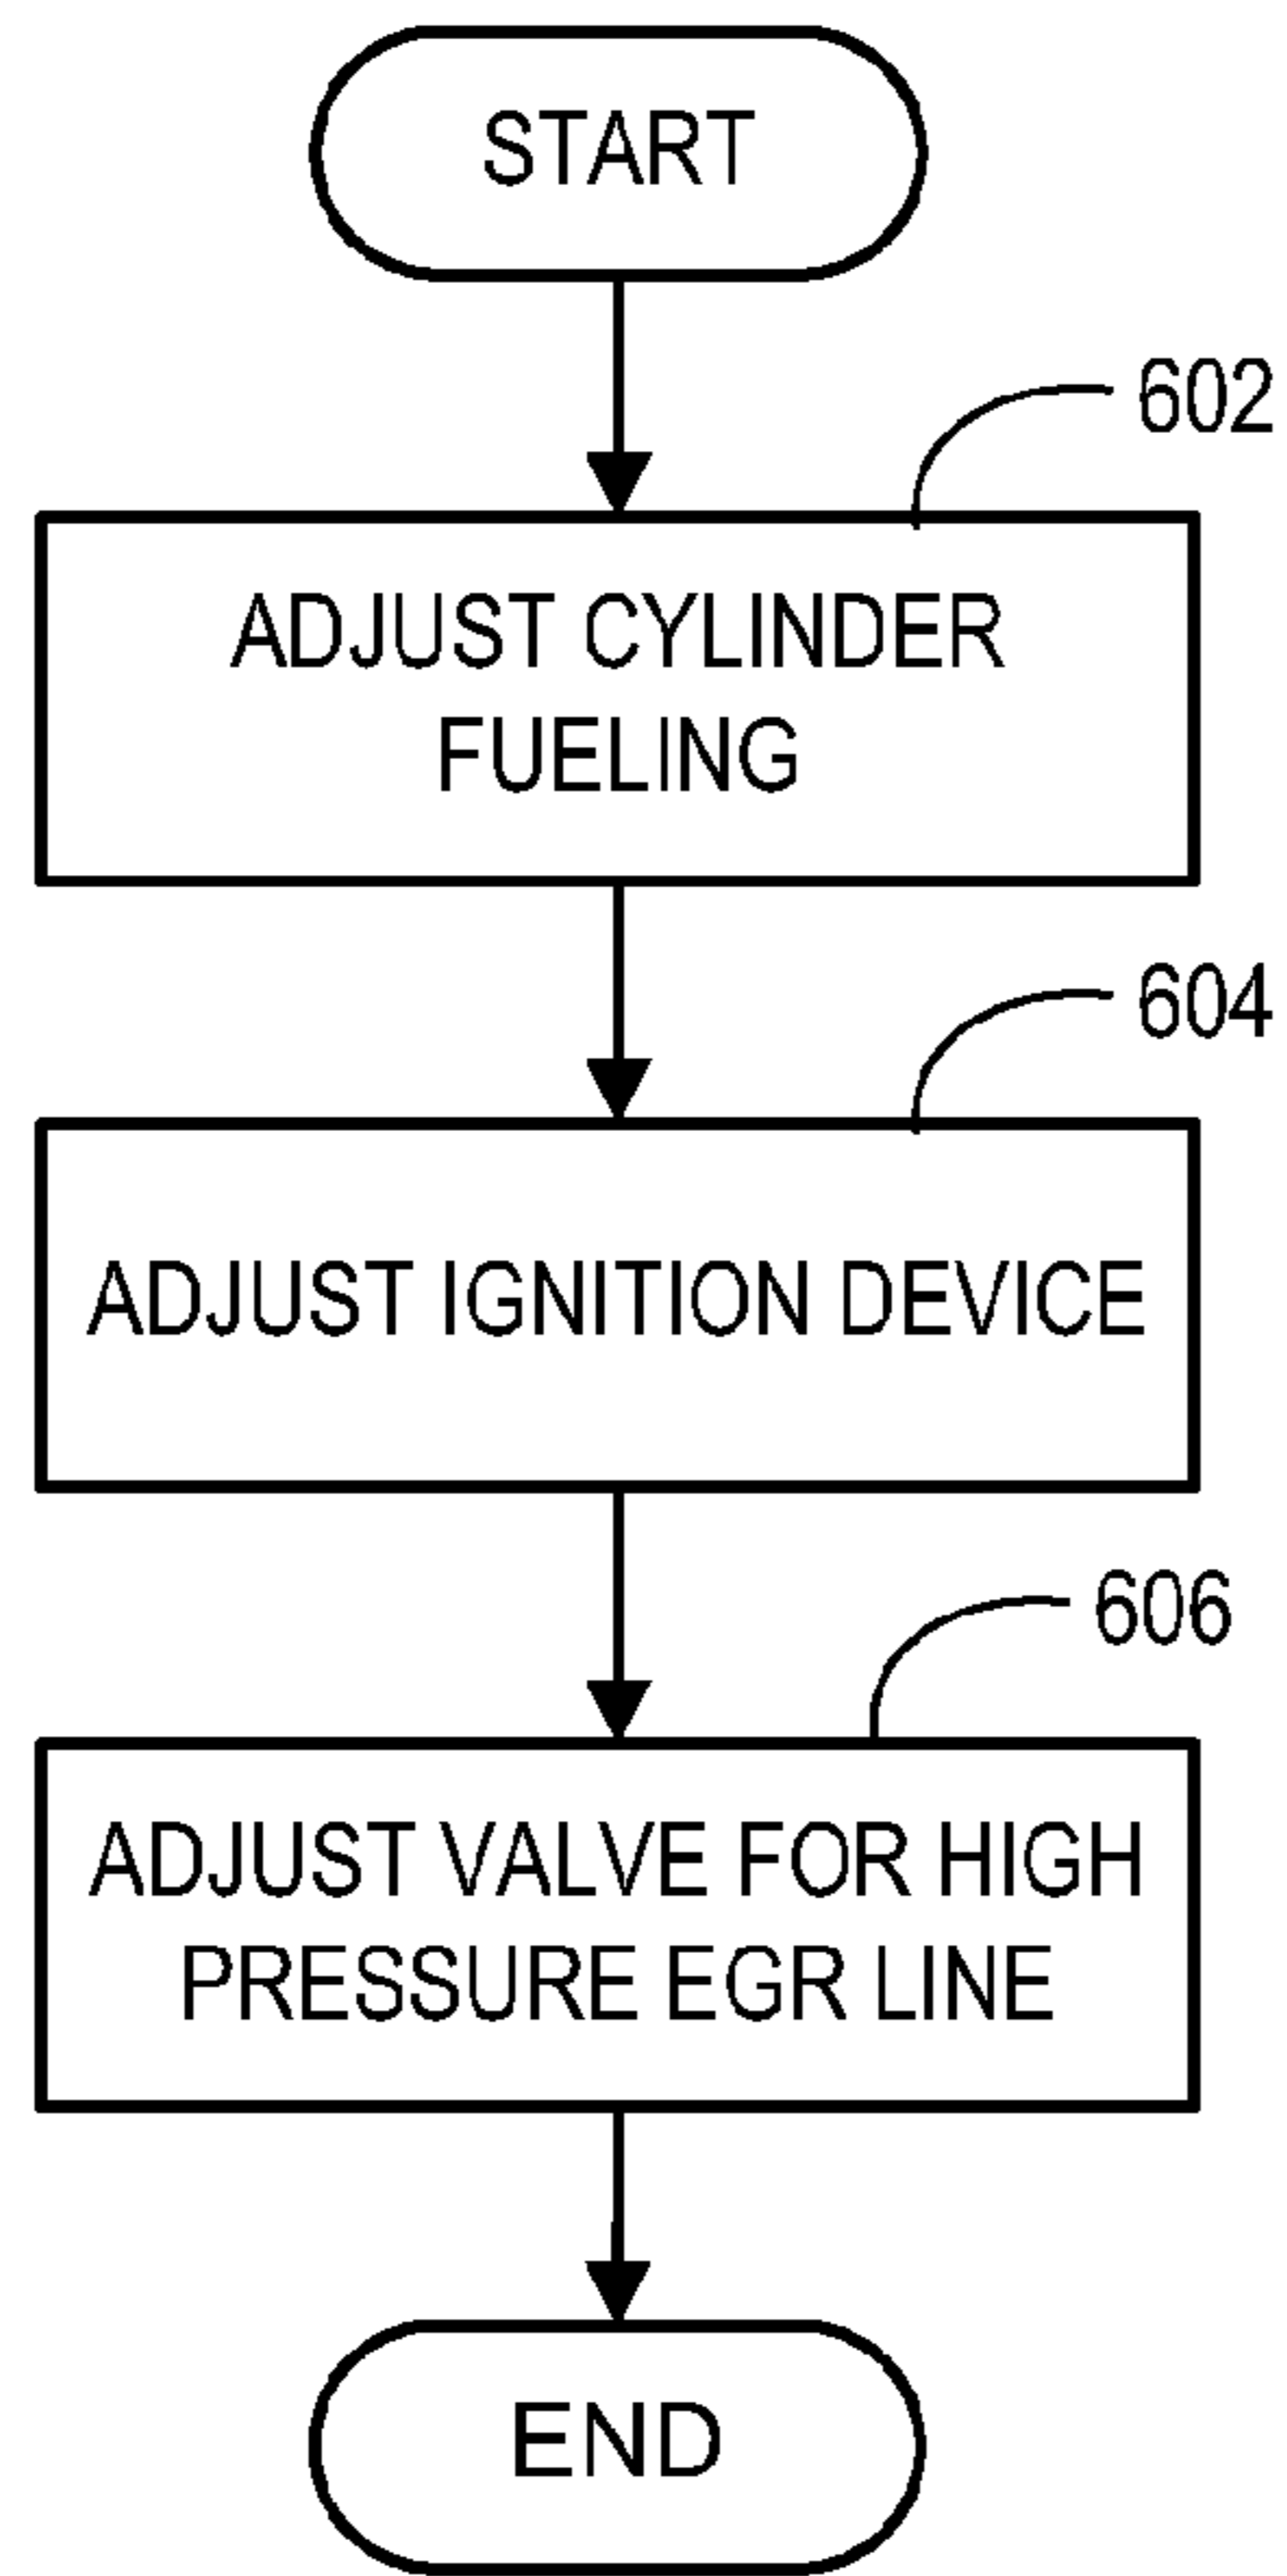 START
602
ADJUST CYLINDER
FUELING
604
ADJUST IGNITION DEVICE
606
ADJUST VALVE FOR HIGH
PRESSURE EGR LINE
END